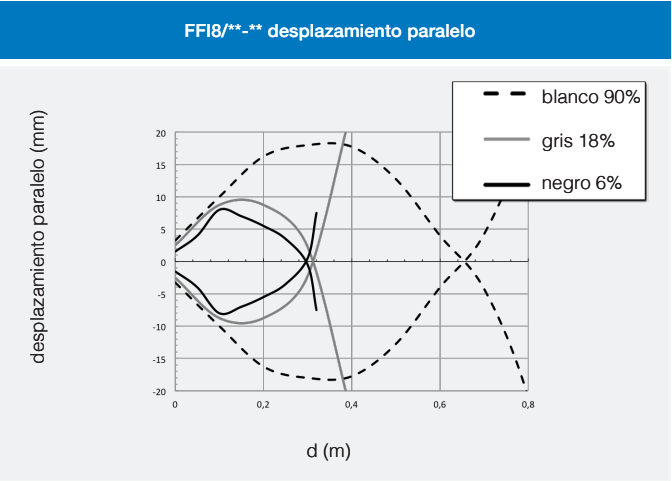 FFI8/**-** desplazamiento paralelo
blanco 90%
gris 18%
negro 6%
desplazamiento paralelo (mm)
20
15
10
5
0
-5
-10
-15
-20
0 0,2 0,4 0,6 0,8
d (m)